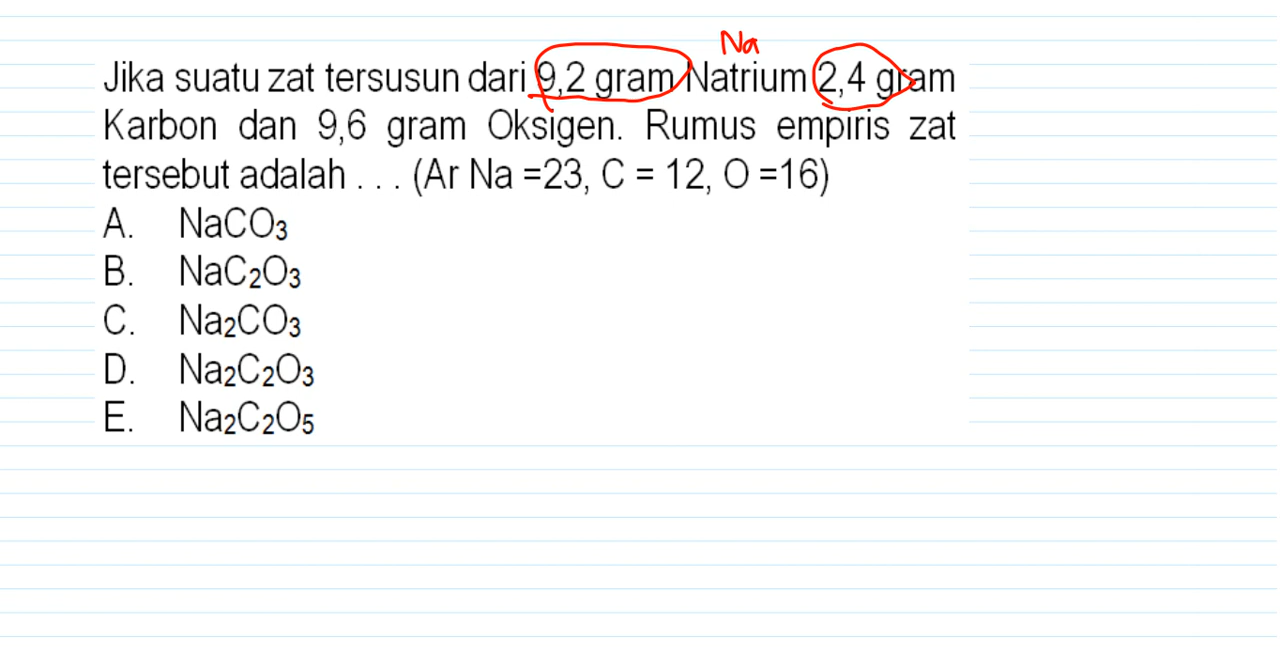 Na
Jika suatu zat tersusun dari 9,2 gram Natrium 2,4 gram
Karbon dan 9,6 gram Oksigen. Rumus empiris zat
tersebut adalah . . . (Ar Na =23, C = 12, O =16)
A. NaCO₃
B. NaC₂O₃
C. Na₂CO₃
D. Na₂C₂O₃
E. Na₂C₂O₅